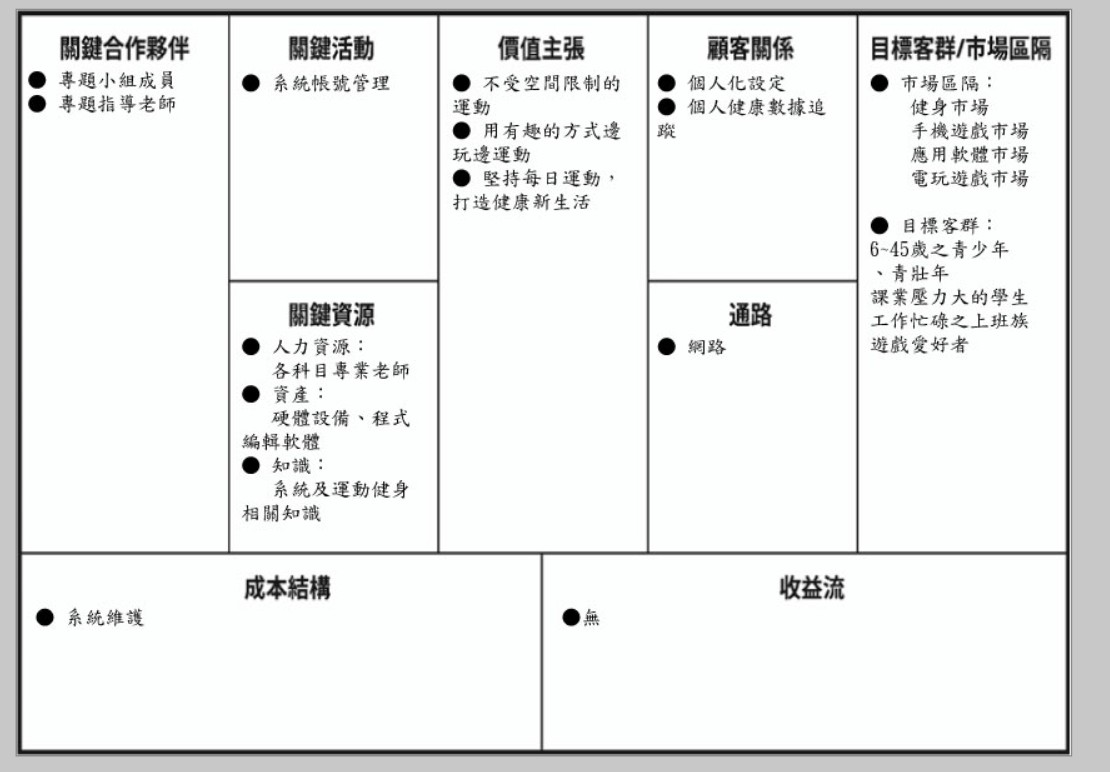 關鍵合作夥伴
● 專題小組成員
● 專題指導老師
關鍵活動
● 系統帳號管理
關鍵資源
● 人力資源：
各科目專業老師
● 資產：
硬體設備、程式
編輯軟體
● 知識：
系統及運動健身
相關知識
價值主張
● 不受空間限制的
運動
● 用有趣的方式邊
玩邊運動
● 堅持每日運動，
打造健康新生活
顧客關係
● 個人化設定
● 個人健康數據追
蹤
通路
● 網路
目標客群/市場區隔
● 市場區隔：
健身市場
手機遊戲市場
應用軟體市場
電玩遊戲市場
● 目標客群：
6~45歲之青少年
、青壯年
課業壓力大的學生
工作忙碌之上班族
遊戲愛好者
成本結構
● 系統維護
收益流
●無